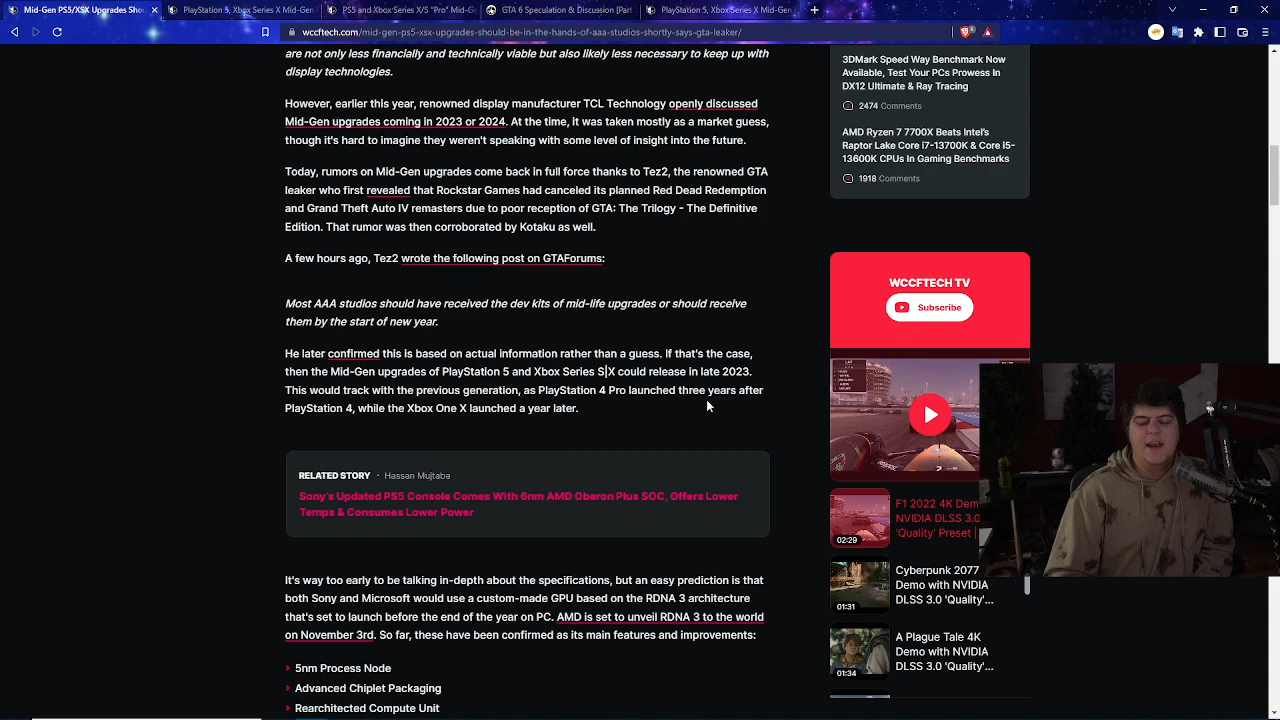 Mid-Gen PS5/XSX Upgrades Shou
PlayStation 5, Xbox Series X Mid-G
PS5 and Xbox Series X/S "Pro" Mid-
GTA 6 Speculation & Discussion [Part
PlayStation 5, Xbox Series X Mid-G
wccftech.com/mid-gen-ps5-xsx-upgrades-should-be-in-the-hands-of-aaa-studios-shortly-says-gta-leaker/
are not only less financially and technically viable but also likely less necessary to keep up with
display technologies.
However, earlier this year, renowned display manufacturer TCL Technology openly discussed
Mid-Gen upgrades coming in 2023 or 2024. At the time, it was taken mostly as a market guess,
though it's hard to imagine they weren't speaking with some level of insight into the future.
Today, rumors on Mid-Gen upgrades come back in full force thanks to Tez2, the renowned GTA
leaker who first revealed that Rockstar Games had canceled its planned Red Dead Redemption
and Grand Theft Auto IV remasters due to poor reception of GTA: The Trilogy - The Definitive
Edition. That rumor was then corroborated by Kotaku as well.
A few hours ago, Tez2 wrote the following post on GTAForums:
Most AAA studios should have received the dev kits of mid-life upgrades or should receive
them by the start of new year.
He later confirmed this is based on actual information rather than a guess. If that's the case,
then the Mid-Gen upgrades of PlayStation 5 and Xbox Series S|X could release in late 2023.
This would track with the previous generation, as PlayStation 4 Pro launched three years after
PlayStation 4, while the Xbox One X launched a year later.
RELATED STORY · Hassan Mujtaba
Sony's Updated PS5 Console Comes With 6nm AMD Oberon Plus SOC, Offers Lower
Temps & Consumes Lower Power
It's way too early to be talking in-depth about the specifications, but an easy prediction is that
both Sony and Microsoft would use a custom-made GPU based on the RDNA 3 architecture
that's set to launch before the end of the year on PC. AMD is set to unveil RDNA 3 to the world
on November 3rd. So far, these have been confirmed as its main features and improvements:
5nm Process Node
Advanced Chiplet Packaging
Rearchitected Compute Unit
3DMark Speed Way Benchmark Now
Available, Test Your PCs Prowess In
DX12 Ultimate & Ray Tracing
2474 Comments
AMD Ryzen 7 7700X Beats Intel's
Raptor Lake Core i7-13700K & Core i5-
13600K CPUs In Gaming Benchmarks
1918 Comments
WCCFTECH TV
Subscribe
F1 2022 4K Dem
NVIDIA DLSS 3.0
'Quality' Preset |
02:29
Cyberpunk 2077
Demo with NVIDIA
DLSS 3.0 'Quality'...
01:31
A Plague Tale 4K
Demo with NVIDIA
DLSS 3.0 'Quality'...
01:34